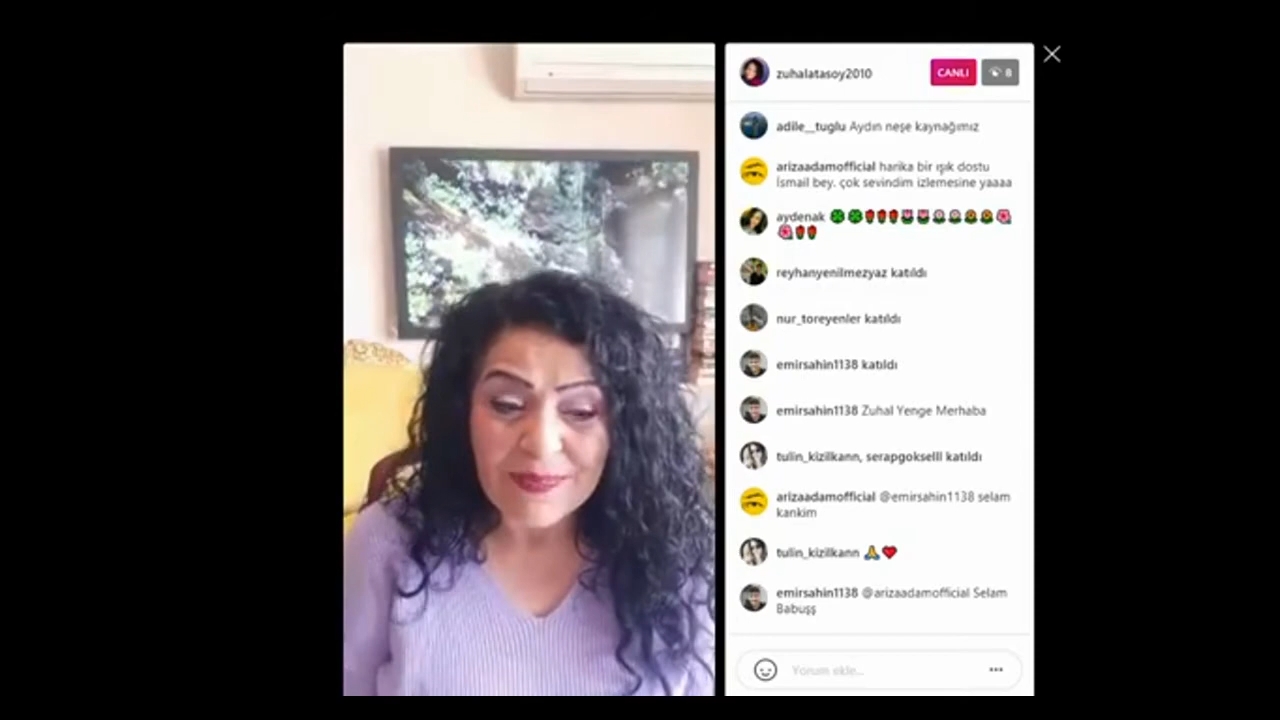 zuhalatasoy2010 CANLI 8
adile__tuglu Aydın neşe kaynağımız
arizaadamofficial harika bir ışık dostu
İsmail bey. çok sevindim izlemesine yaaaa
aydenak 🍀🍀🌹🌹🌹🌷🌷🌼🌼🌻🌻🌺
🌺🌹🌹
reyhanyenilmezyaz katıldı
nur_toreyenler katıldı
emirsahin1138 katıldı
emirsahin1138 Zuhal Yenge Merhaba
tulin_kizilkann, serapgokselll katıldı
arizaadamofficial @emirsahin1138 selam
kankim
tulin_kizilkann 🙏❤️
emirsahin1138 @arizaadamofficial Selam
Babuşş
Yorum ekle...